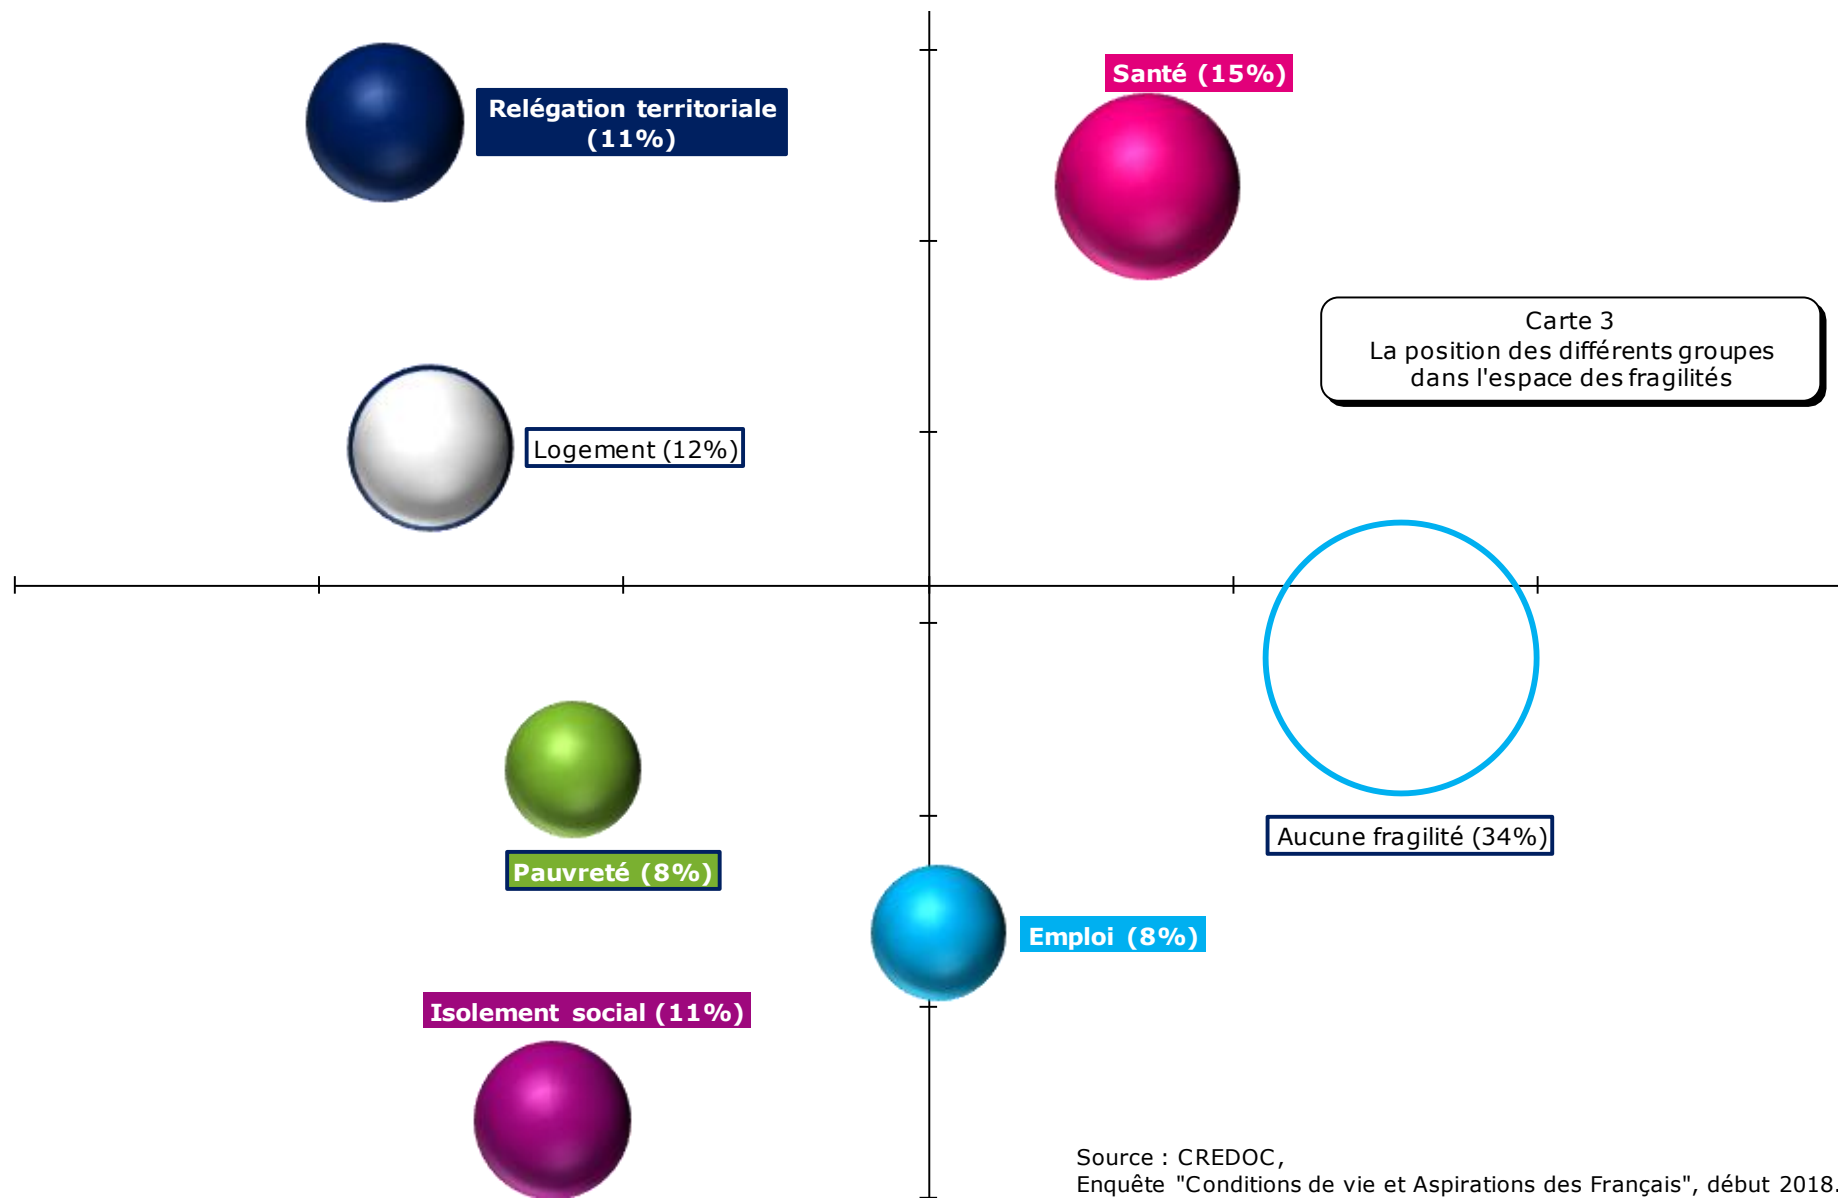 Santé (15%)
Relégation territoriale
(11%)
Carte 3
La position des différents groupes
dans l'espace des fragilités
Logement (12%)
Aucune fragilité (34%)
Pauvreté (8%)
Emploi (8%)
Isolement social (11%)
Source : CREDOC,
Enquête "Conditions de vie et Aspirations des Français", début 2018.